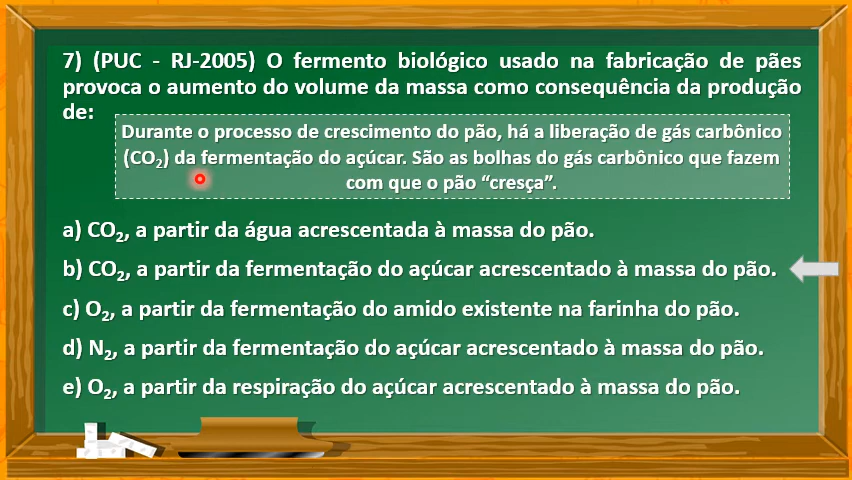 7) (PUC - RJ-2005) O fermento biológico usado na fabricação de pães
provoca o aumento do volume da massa como consequência da produção
de:
Durante o processo de crescimento do pão, há a liberação de gás carbônico
(CO₂) da fermentação do açúcar. São as bolhas do gás carbônico que fazem
com que o pão “cresça”.
a) CO₂, a partir da água acrescentada à massa do pão.
b) CO₂, a partir da fermentação do açúcar acrescentado à massa do pão.
c) O₂, a partir da fermentação do amido existente na farinha do pão.
d) N₂, a partir da fermentação do açúcar acrescentado à massa do pão.
e) O₂, a partir da respiração do açúcar acrescentado à massa do pão.